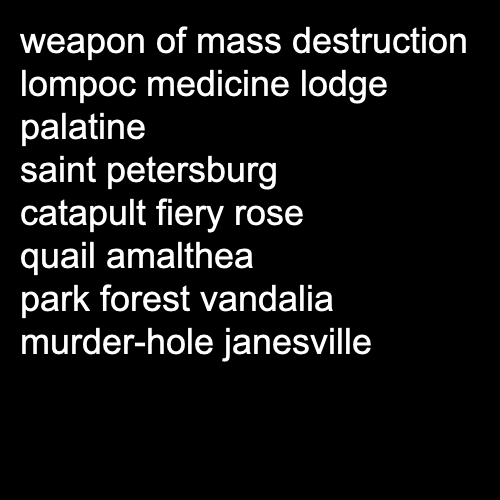 weapon of mass destruction
lompoc medicine lodge
palatine
saint petersburg
catapult fiery rose
quail amalthea
park forest vandalia
murder-hole janesville